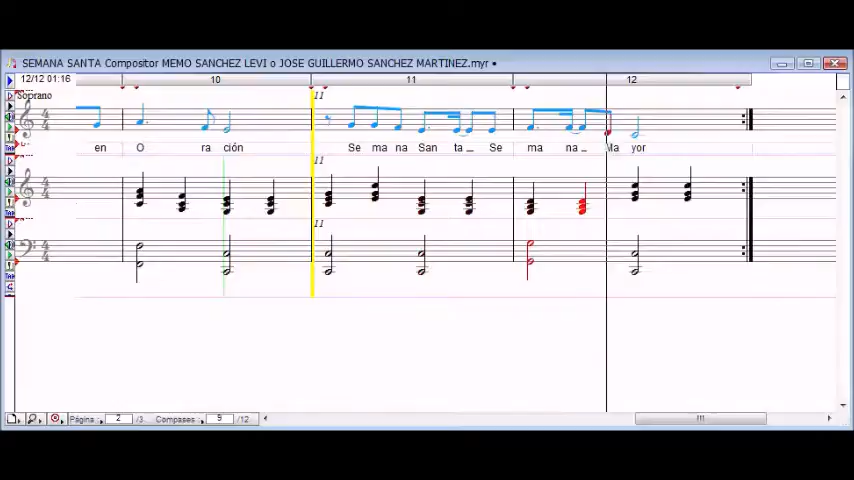 SEMANA SANTA Compositor MEMO SANCHEZ LEVI o JOSE GUILLERMO SANCHEZ MARTINEZ.myr •
12/12 01:16
10 11 12
Soprano
11
en O ra ción Se ma na San ta _ Se ma na _ Ma yor
11
11
Página: 2 /3 Compases: 9 /12